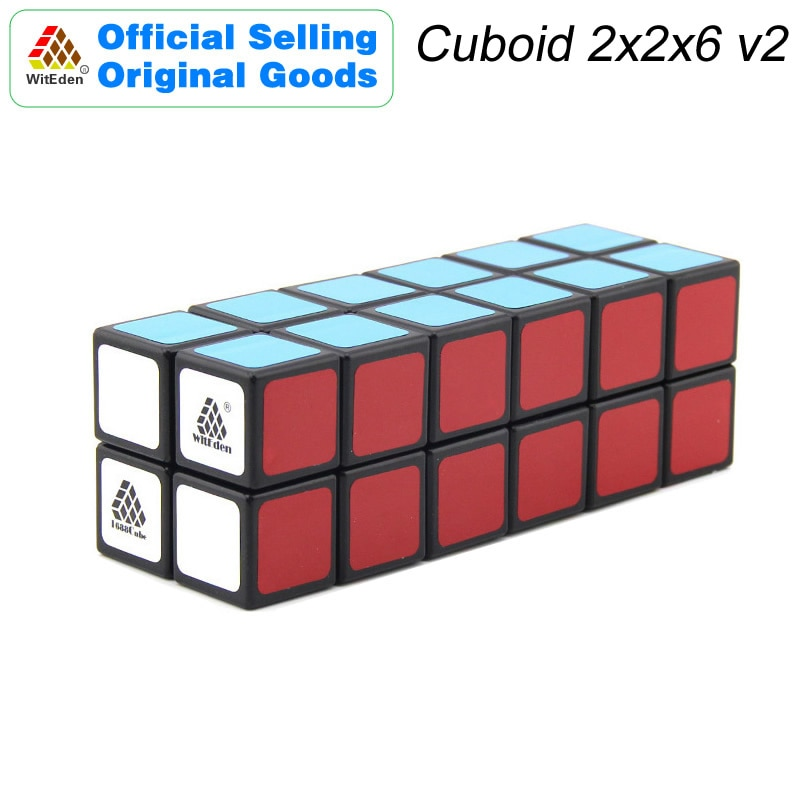 Official Selling
Original Goods
WitEden®
Cuboid 2x2x6 v2
®
WitEden
1688Cube